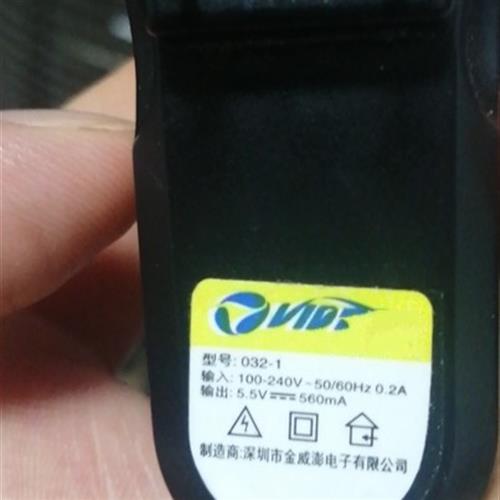 型号: 032-1
输入: 100-240V~50/60Hz 0.2A
输出: 5.5V⎓560mA
制造商:深圳市金威澎电子有限公司